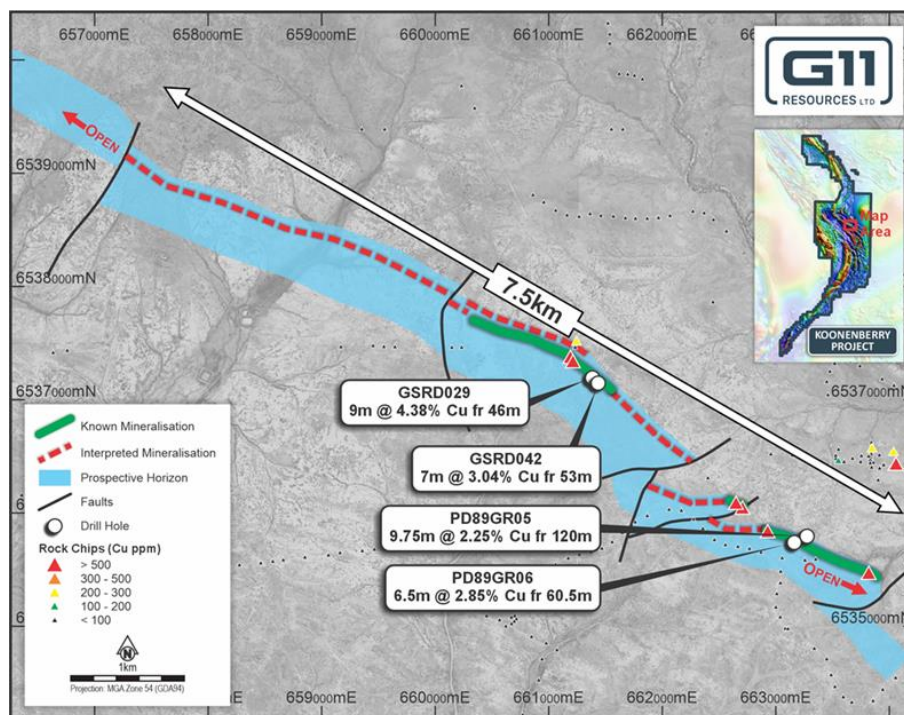 657000mE 658000mE 659000mE 660000mE 661000mE 662000mE
G11
RESOURCES LTD
OPEN
6539000mN
Map
Area
6538000mN
7.5km
KOONENBERRY
PROJECT
GSRD029
9m @ 4.38% Cu fr 46m
6537000mN
6537000mN
Known Mineralisation
Interpreted Mineralisation
Prospective Horizon
Faults
Drill Hole
Rock Chips (Cu ppm)
> 500
300 - 500
200 - 300
100 - 200
< 100
N
1km
Projection: MGA Zone 54 (GDA94)
GSRD042
7m @ 3.04% Cu fr 53m
PD89GR05
9.75m @ 2.25% Cu fr 120m
PD89GR06
6.5m @ 2.85% Cu fr 60.5m
OPEN
6535000mN
657000mE 658000mE 659000mE 660000mE 661000mE 662000mE 663000mE